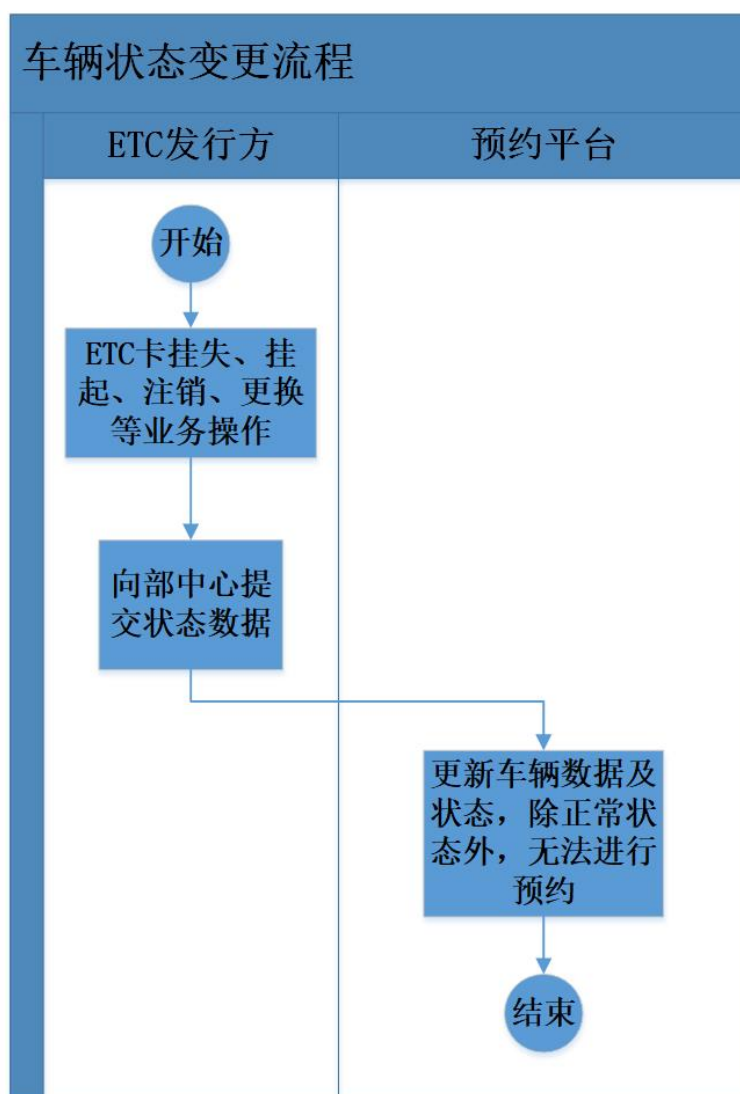 车辆状态变更流程
ETC发行方
预约平台
开始
ETC卡挂失、挂
起、注销、更换
等业务操作
向部中心提
交状态数据
更新车辆数据及
状态，除正常状
态外，无法进行
预约
结束